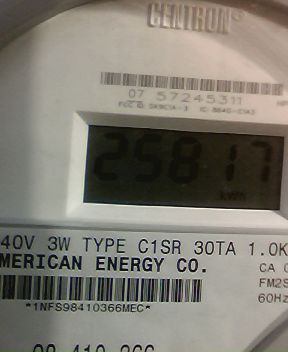 CENTRON®
07 57245311
25817
kWh
40V 3W TYPE C1SR 30TA 1.0K
MERICAN ENERGY CO.
CA 0
FM2S
60Hz
*1NFS98410366MEC*